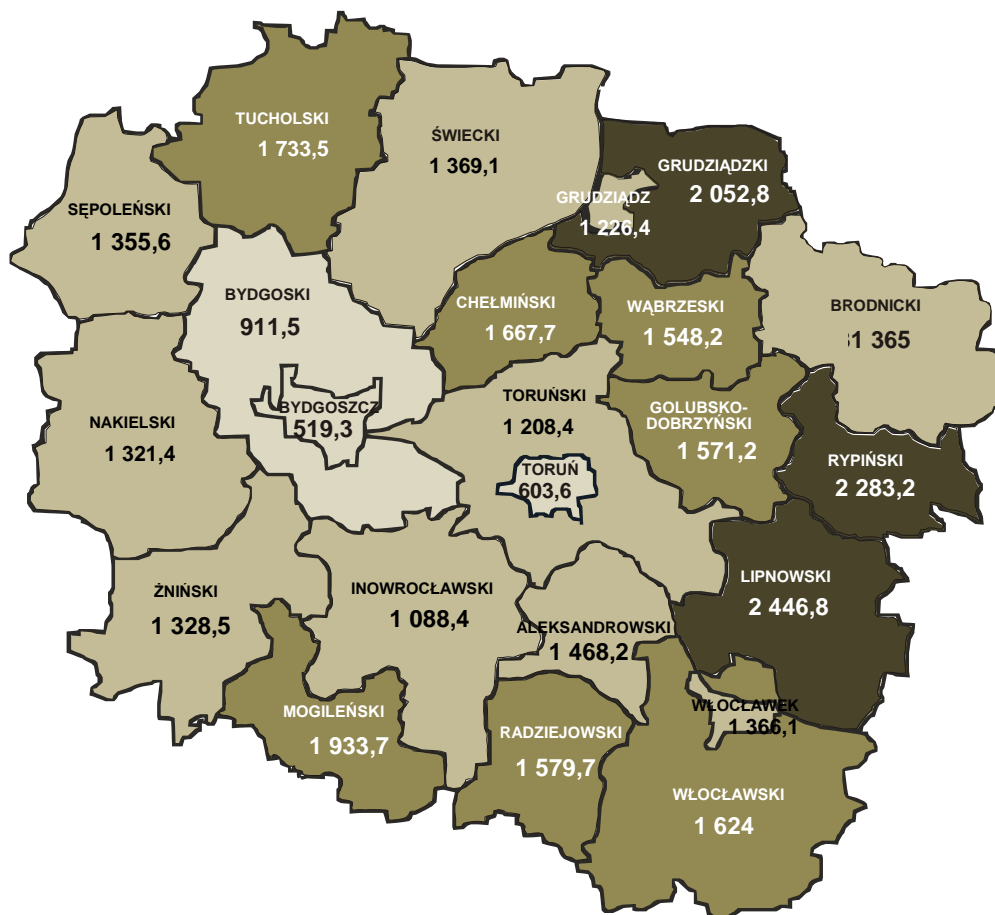 TUCHOLSKI
1 733,5
ŚWIECKI
1 369,1
GRUDZIĄDZKI
2 052,8
GRUDZIĄDZ
1 226,4
SĘPOLEŃSKI
1 355,6
BYDGOSKI
911,5
CHEŁMIŃSKI
1 667,7
WĄBRZESKI
1 548,2
BRODNICKI
1 365
NAKIELSKI
1 321,4
BYDGOSZCZ
519,3
TORUŃSKI
1 208,4
GOLUBSKO-
DOBRZYŃSKI
1 571,2
RYPIŃSKI
2 283,2
TORUŃ
603,6
ŻNIŃSKI
1 328,5
INOWROCŁAWSKI
1 088,4
LIPNOWSKI
2 446,8
ALEKSANDROWSKI
1 468,2
MOGILEŃSKI
1 933,7
RADZIEJOWSKI
1 579,7
WŁOCŁAWEK
1 366,1
WŁOCŁAWSKI
1 624